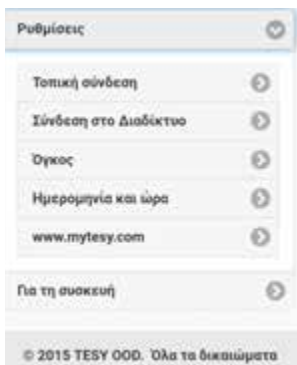 Ρυθμίσεις
Τοπική σύνδεση
Σύνδεση στο Διαδίκτυο
Όγκος
Ημερομηνία και ώρα
www.mytesy.com
Για τη συσκευή
© 2015 TESY OOD. Όλα τα δικαιώματα